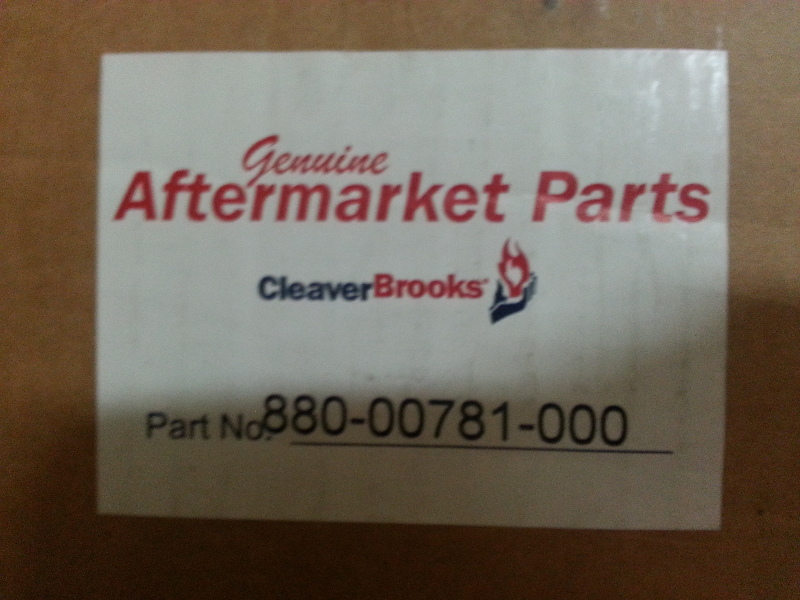 Genuine
Aftermarket Parts
CleaverBrooks
Part No. 880-00781-000